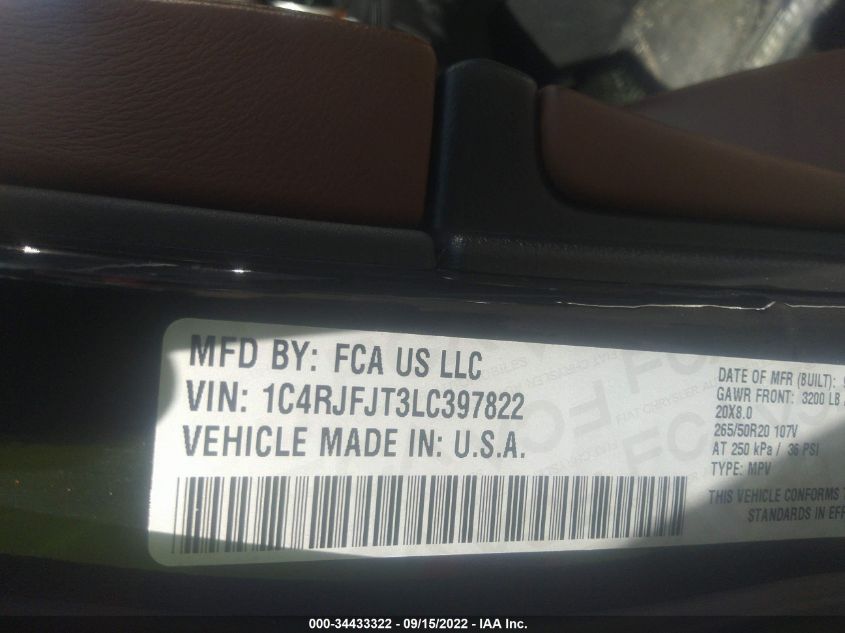 MFD BY: FCA US LLC
VIN: 1C4RJFJT3LC397822
VEHICLE MADE IN: U.S.A.
DATE OF MFR (BUILT):
GAWR FRONT: 3200 LB
20X8.0
265/50R20 107V
AT 250 kPa / 36 PSI
TYPE: MPV
THIS VEHICLE CONFORMS
STANDARDS IN EFF
000-34433322 - 09/15/2022 - IAA Inc.